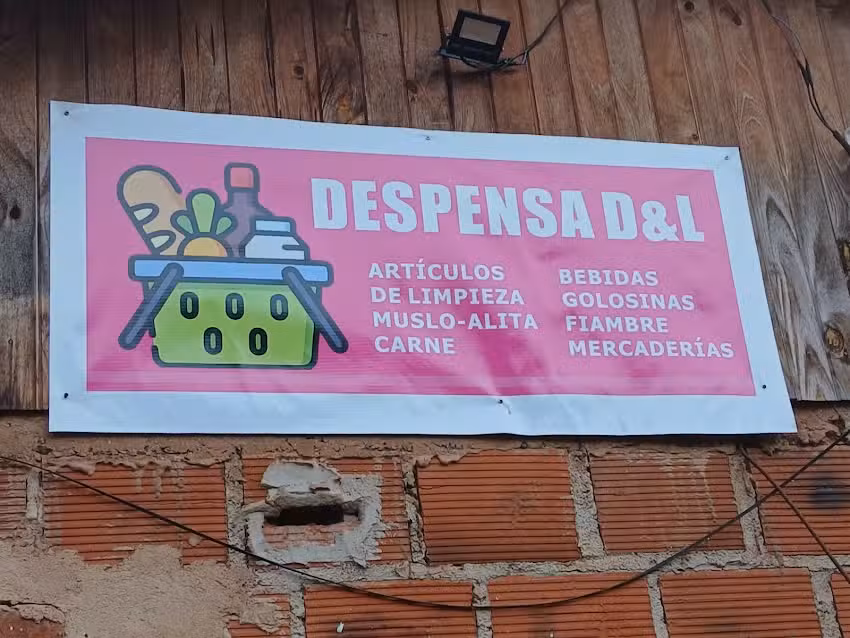 DESPENSA D&L
ARTÍCULOS
DE LIMPIEZA
MUSLO-ALITA
CARNE
BEBIDAS
GOLOSINAS
FIAMBRE
MERCADERÍAS